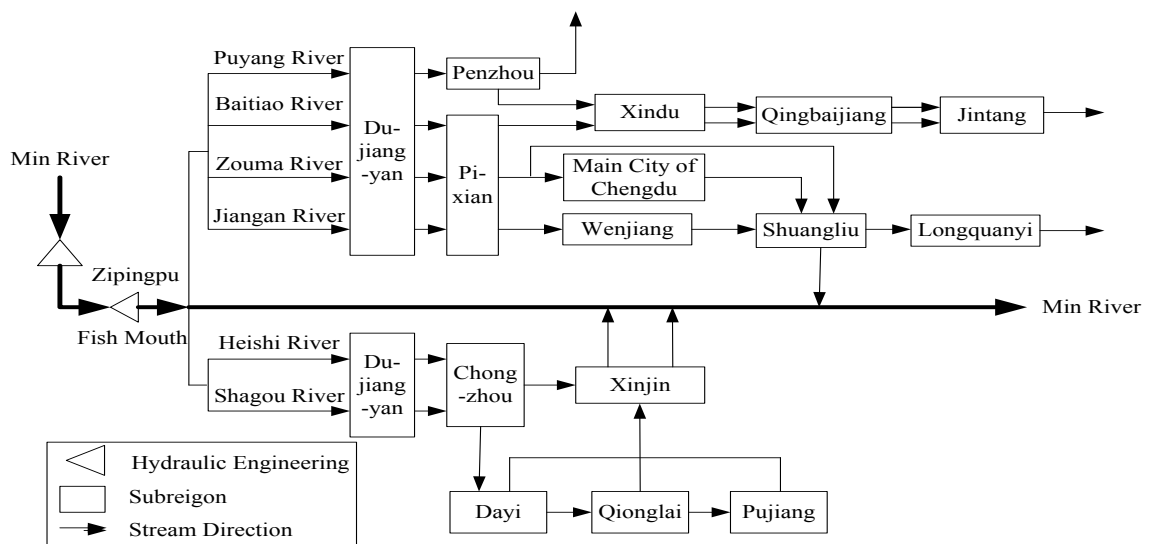 Puyang River
Baitiao River
Zouma River
Jiangan River
Min River
Du-
jiang
-yan
Penzhou
Pi-
xian
Xindu
Qingbaijiang
Jintang
Main City of
Chengdu
Wenjiang
Shuangliu
Longquanyi
Zipingpu
Fish Mouth
Min River
Heishi River
Shagou River
Du-
jiang
-yan
Chong
-zhou
Xinjin
Dayi
Qionglai
Pujiang
Hydraulic Engineering
Subreigon
Stream Direction